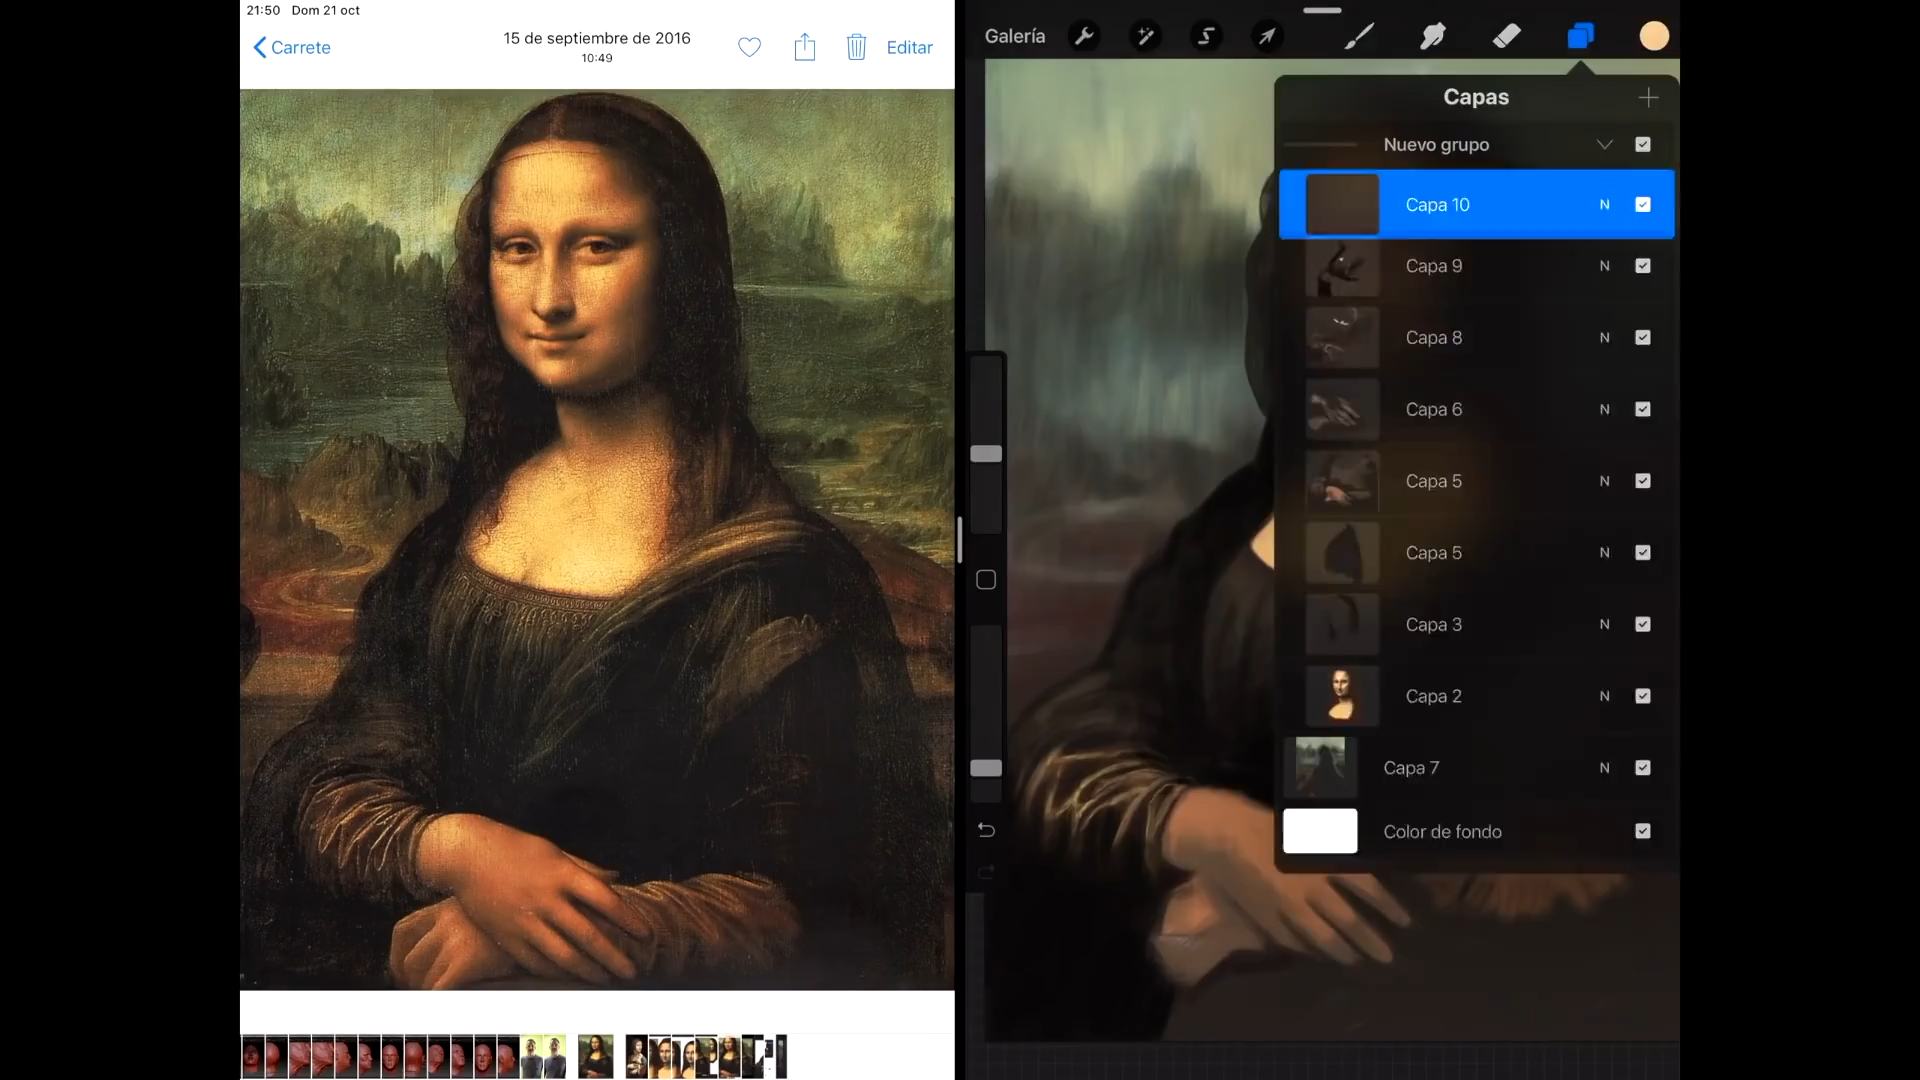 21:50 Dom 21 oct
Carrete
15 de septiembre de 2016
10:49
Editar
Galería
Capas
Nuevo grupo
Capa 10 N
Capa 9 N
Capa 8 N
Capa 6 N
Capa 5 N
Capa 5 N
Capa 3 N
Capa 2 N
Capa 7 N
Color de fondo